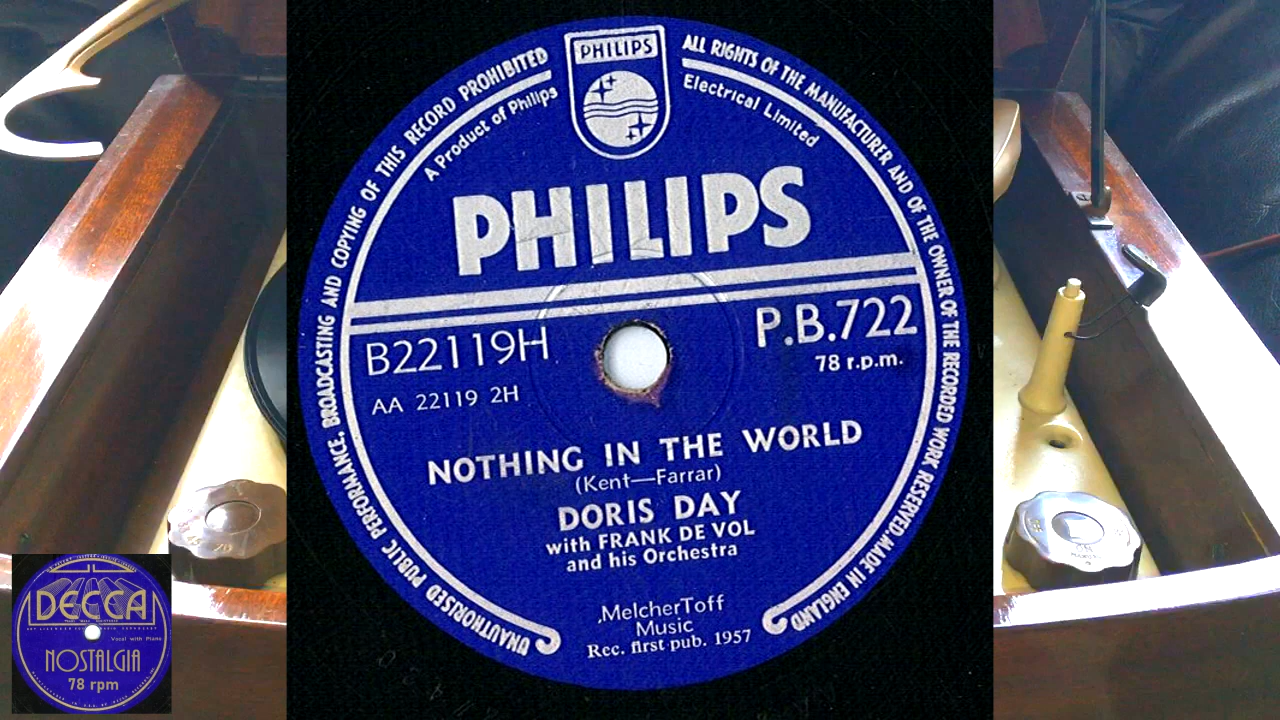 PHILIPS
UNAUTHORISED PUBLIC PERFORMANCE, BROADCASTING AND COPYING OF THIS RECORD PROHIBITED
ALL RIGHTS OF THE MANUFACTURER AND OF THE OWNER OF THE RECORDED WORK RESERVED. MADE IN ENGLAND
A Product of Philips
Electrical Limited
PHILIPS
B22119H
P.B.722
78 r.p.m.
AA 22119 2H
NOTHING IN THE WORLD
(Kent—Farrar)
DORIS DAY
with FRANK DE VOL
and his Orchestra
MelcherToff
Music
Rec. first pub. 1957
DECCA
Vocal with Piano
NOSTALGIA
78 rpm